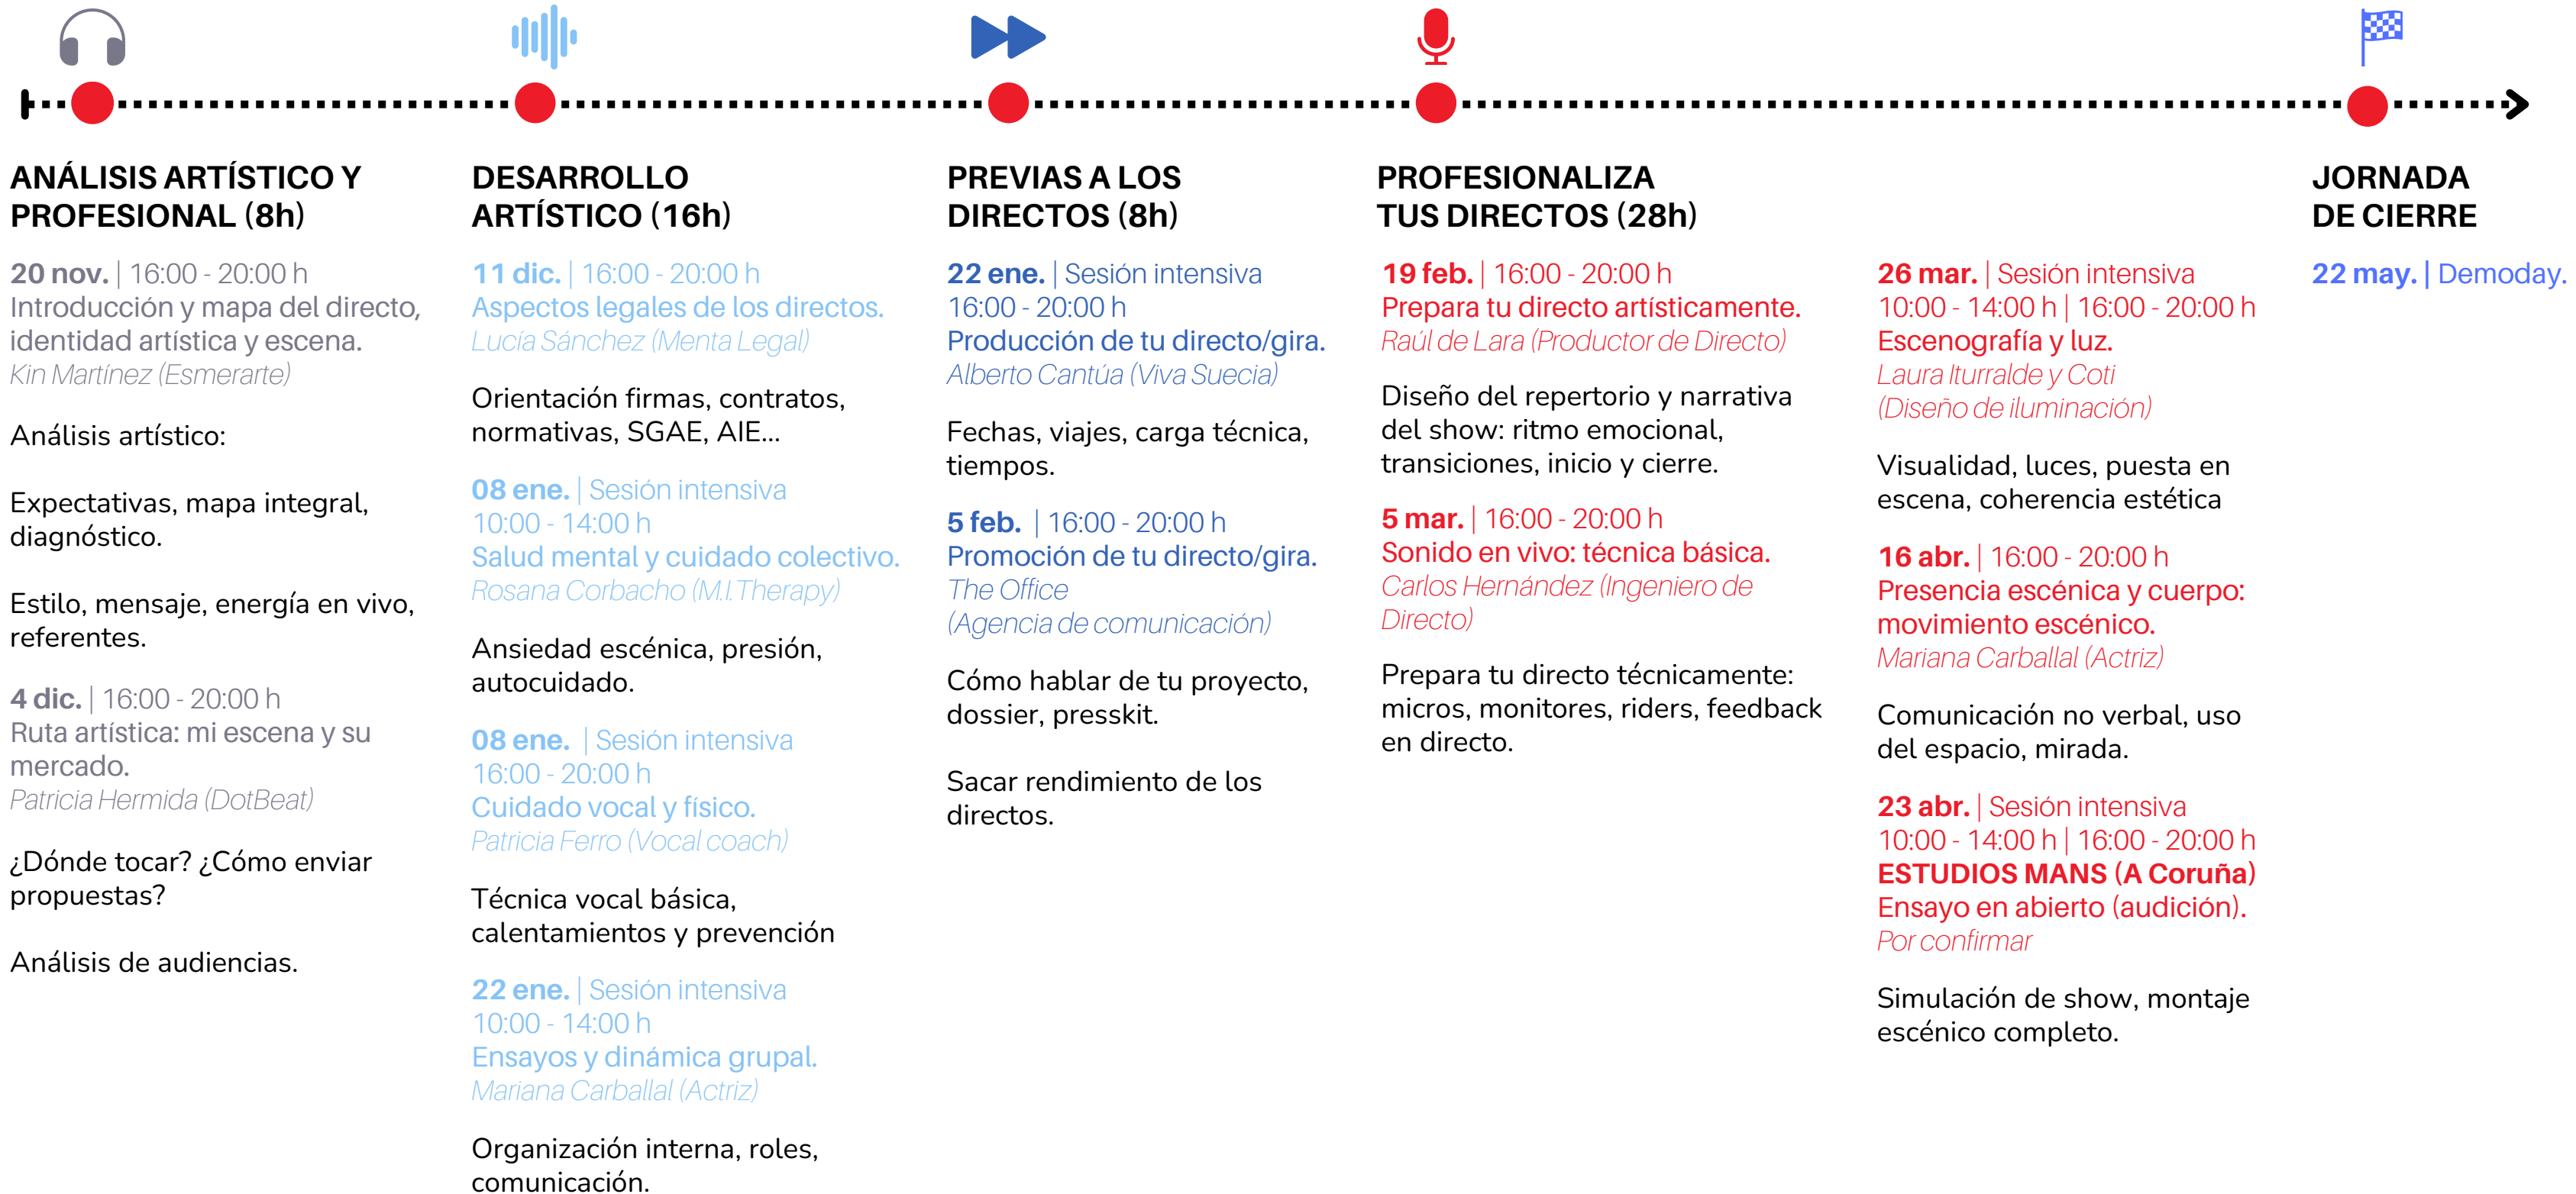 ANÁLISIS ARTÍSTICO Y
PROFESIONAL (8h)
20 nov. | 16:00 - 20:00 h
Introducción y mapa del directo,
identidad artística y escena.
Kin Martínez (Esmerarte)
Análisis artístico:
Expectativas, mapa integral,
diagnóstico.
Estilo, mensaje, energía en vivo,
referentes.
4 dic. | 16:00 - 20:00 h
Ruta artística: mi escena y su
mercado.
Patricia Hermida (DotBeat)
¿Dónde tocar? ¿Cómo enviar
propuestas?
Análisis de audiencias.
DESARROLLO
ARTÍSTICO (16h)
11 dic. | 16:00 - 20:00 h
Aspectos legales de los directos.
Lucía Sánchez (Menta Legal)
Orientación firmas, contratos,
normativas, SGAE, AIE...
08 ene. | Sesión intensiva
10:00 - 14:00 h
Salud mental y cuidado colectivo.
Rosana Corbacho (M.I.Therapy)
Ansiedad escénica, presión,
autocuidado.
08 ene. | Sesión intensiva
16:00 - 20:00 h
Cuidado vocal y físico.
Patricia Ferro (Vocal coach)
Técnica vocal básica,
calentamientos y prevención
22 ene. | Sesión intensiva
10:00 - 14:00 h
Ensayos y dinámica grupal.
Mariana Carballal (Actriz)
Organización interna, roles,
comunicación.
PREVIAS A LOS
DIRECTOS (8h)
22 ene. | Sesión intensiva
16:00 - 20:00 h
Producción de tu directo/gira.
Alberto Cantúa (Viva Suecia)
Fechas, viajes, carga técnica,
tiempos.
5 feb. | 16:00 - 20:00 h
Promoción de tu directo/gira.
The Office
(Agencia de comunicación)
Cómo hablar de tu proyecto,
dossier, presskit.
Sacar rendimiento de los
directos.
PROFESIONALIZA
TUS DIRECTOS (28h)
19 feb. | 16:00 - 20:00 h
Prepara tu directo artísticamente.
Raúl de Lara (Productor de Directo)
Diseño del repertorio y narrativa
del show: ritmo emocional,
transiciones, inicio y cierre.
5 mar. | 16:00 - 20:00 h
Sonido en vivo: técnica básica.
Carlos Hernández (Ingeniero de
Directo)
Prepara tu directo técnicamente:
micros, monitores, riders, feedback
en directo.
26 mar. | Sesión intensiva
10:00 - 14:00 h | 16:00 - 20:00 h
Escenografía y luz.
Laura Iturralde y Coti
(Diseño de iluminación)
Visualidad, luces, puesta en
escena, coherencia estética
16 abr. | 16:00 - 20:00 h
Presencia escénica y cuerpo:
movimiento escénico.
Mariana Carballal (Actriz)
Comunicación no verbal, uso
del espacio, mirada.
23 abr. | Sesión intensiva
10:00 - 14:00 h | 16:00 - 20:00 h
ESTUDIOS MANS (A Coruña)
Ensayo en abierto (audición).
Por confirmar
Simulación de show, montaje
escénico completo.
JORNADA
DE CIERRE
22 may. | Demoday.